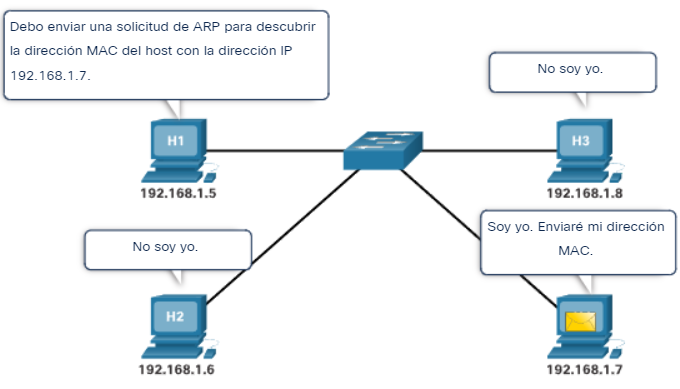 Debo enviar una solicitud de ARP para descubrir
la dirección MAC del host con la dirección IP
192.168.1.7.
No soy yo.
H1
H3
192.168.1.5
192.168.1.8
No soy yo.
Soy yo. Enviaré mi dirección
MAC.
H2
192.168.1.6
192.168.1.7